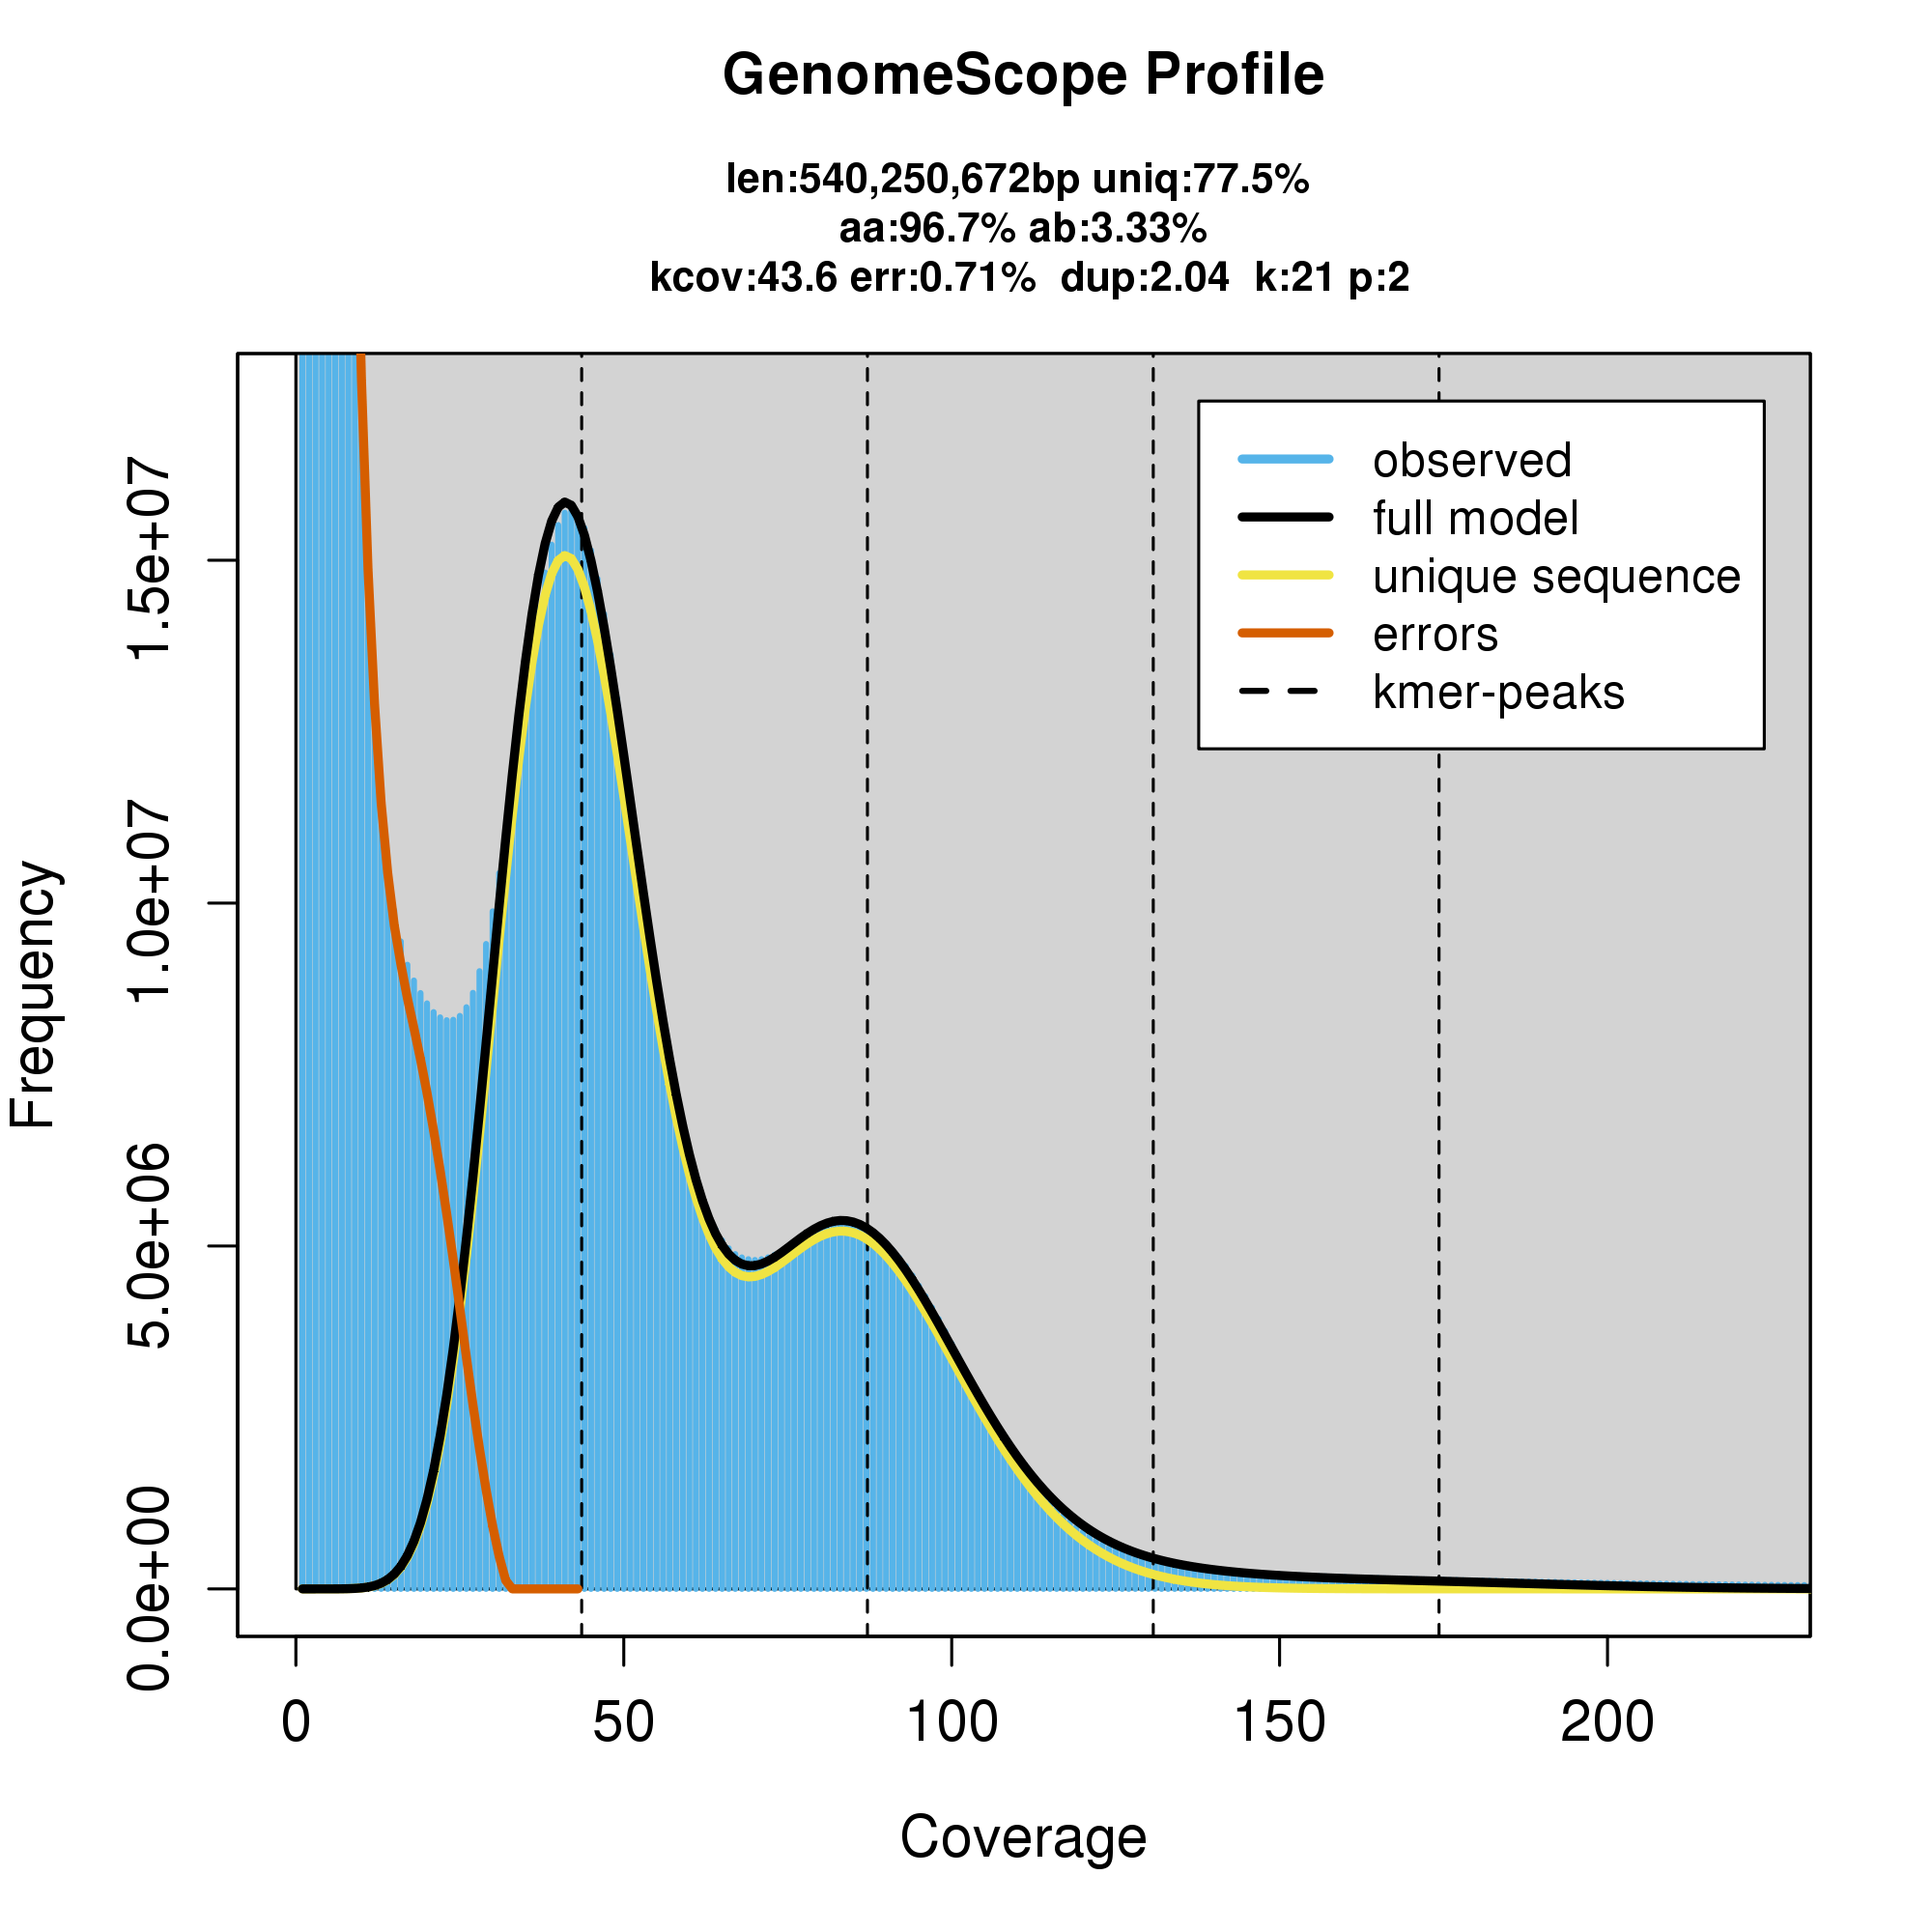 GenomeScope Profile
len:540,250,672bp uniq:77.5%
aa:96.7% ab:3.33%
kcov:43.6 err:0.71% dup:2.04 k:21 p:2
observed
full model
unique sequence
errors
kmer-peaks
Frequency
1.5e+07
1.0e+07
5.0e+06
0.0e+00
0 50 100 150 200
Coverage